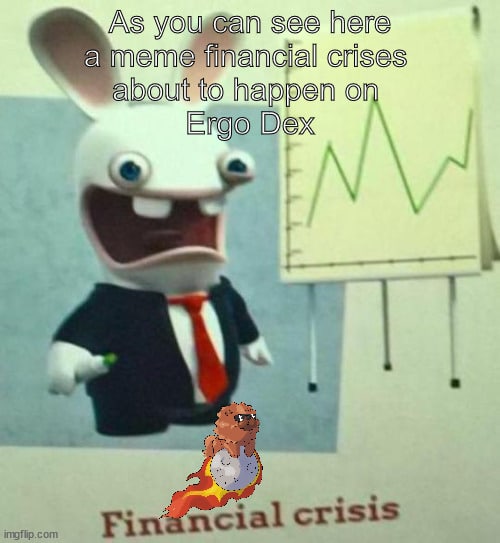 As you can see here
a meme financial crises
about to happen on
Ergo Dex
Financial crisis
imgflip.com